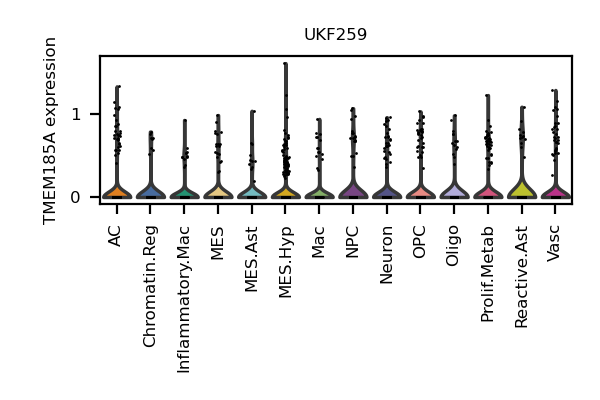 UKF259
TMEM185A expression
1
0
AC
Chromatin.Reg
Inflammatory.Mac
MES
MES.Ast
MES.Hyp
Mac
NPC
Neuron
OPC
Oligo
Prolif.Metab
Reactive.Ast
Vasc